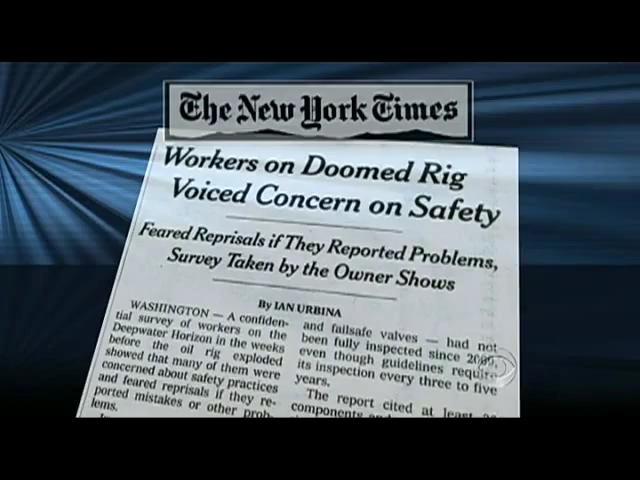 The New York Times
Workers on Doomed Rig
Voiced Concern on Safety
Feared Reprisals if They Reported Problems,
Survey Taken by the Owner Shows
By IAN URBINA
WASHINGTON — A confiden-
tial survey of workers on the
Deepwater Horizon in the weeks
before the oil rig exploded
showed that many of them were
concerned about safety practices
and feared reprisals if they re-
ported mistakes or other prob-
lems.
and failsafe valves — had not
been fully inspected since
even though guidelines require
its inspection every three to five
years.
The report cited at least
components